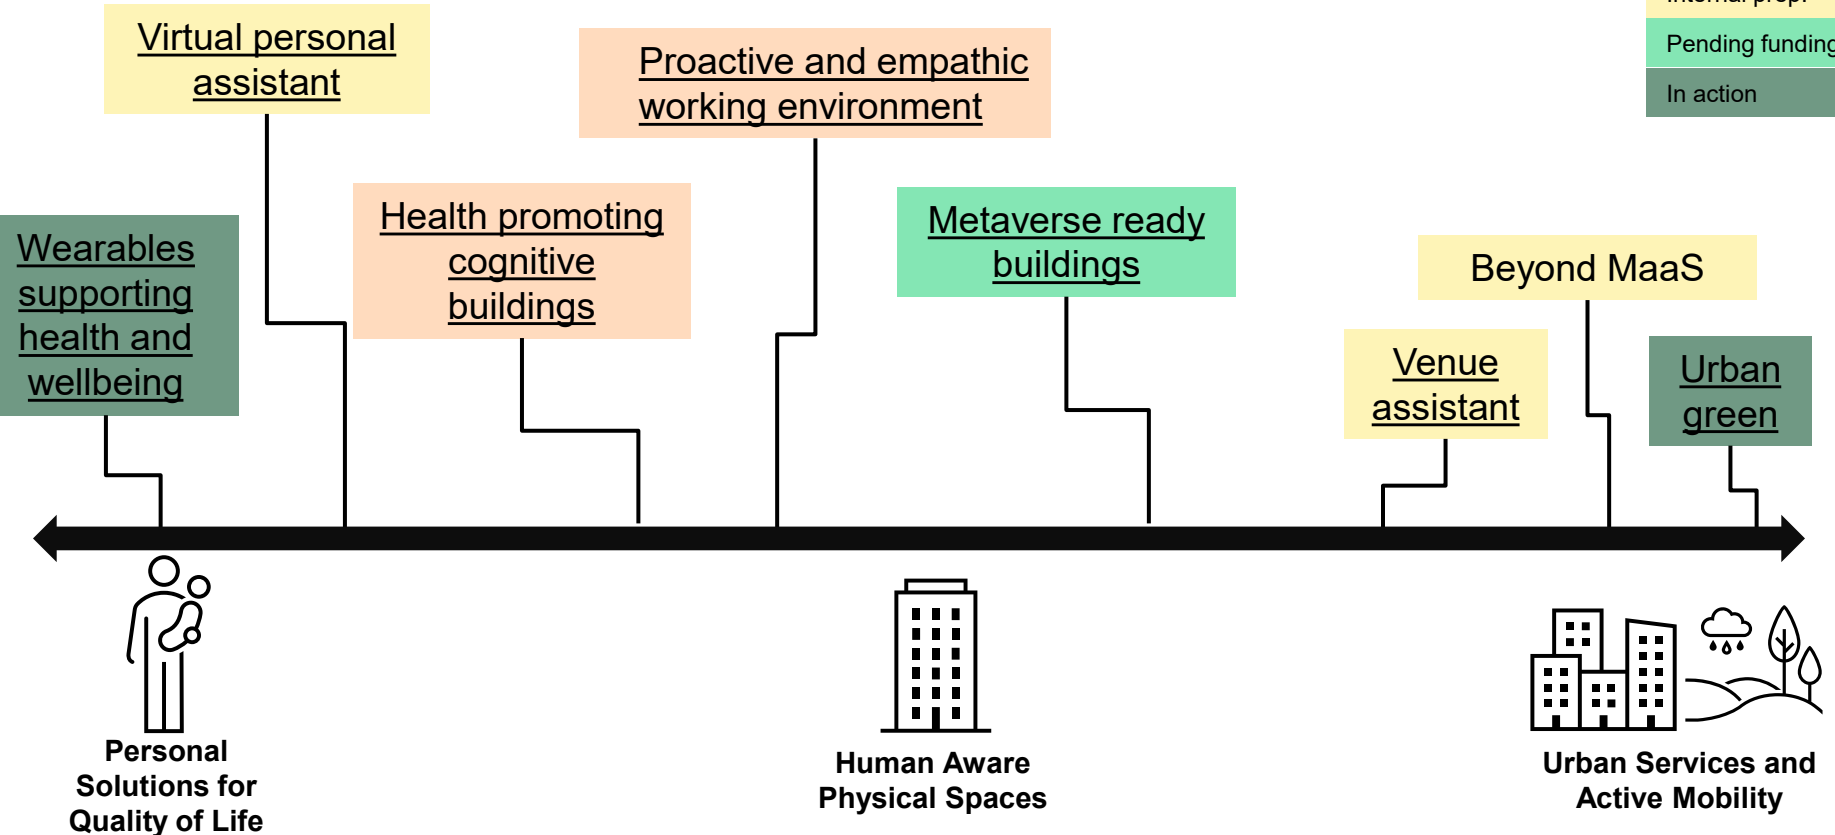 Internal prep.
Pending funding
In action
Virtual personal
assistant
Proactive and empathic
working environment
Health promoting
cognitive
buildings
Metaverse ready
buildings
Wearables
supporting
health and
wellbeing
Beyond MaaS
Venue
assistant
Urban
green
Personal
Solutions for
Quality of Life
Human Aware
Physical Spaces
Urban Services and
Active Mobility